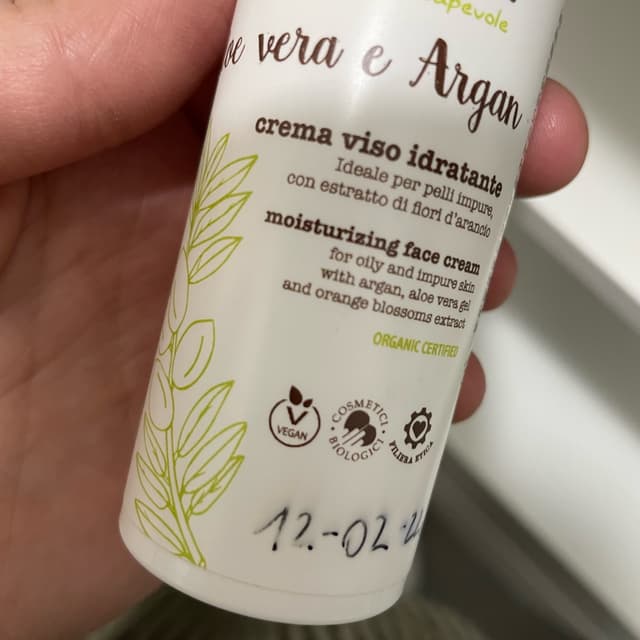 e vera e Argan
crema viso idratante
Ideale per pelli impure,
con estratto di fiori d'arancio
moisturizing face cream
for oily and impure skin
with argan, aloe vera gel
and orange blossoms extract
ORGANIC CERTIFIED
VEGAN
COSMETICI
BIOLOGICI
FILIERA ETICA
12.-02